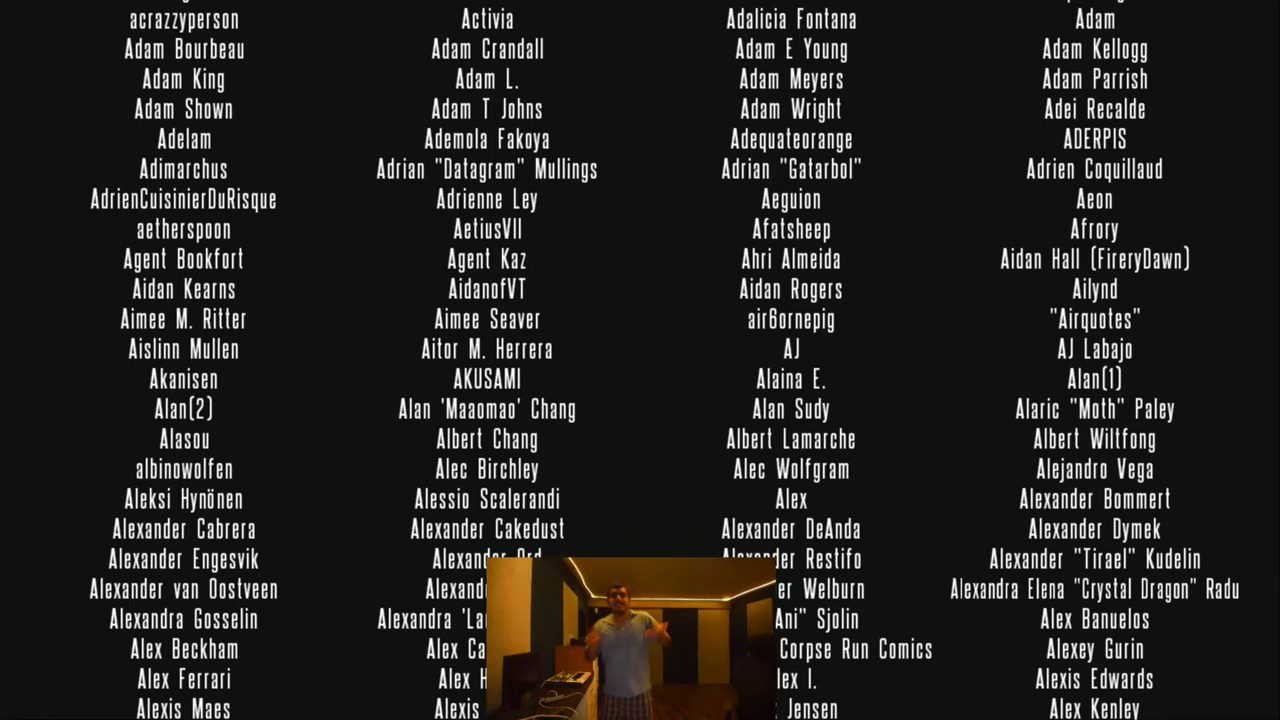 acrazzyperson Activia Adalicia Fontana Adam
Adam Bourbeau Adam Crandall Adam E Young Adam Kellogg
Adam King Adam L. Adam Meyers Adam Parrish
Adam Shown Adam T Johns Adam Wright Adei Recalde
Adelam Ademola Fakoya Adequateorange ADERPIS
Adimarchus Adrian "Datagram" Mullings Adrian "Gatarbol" Adrien Coquillaud
AdrienCuisinierDuRisque Adrienne Ley Aeguion Aeon
aetherspoon AetiusVII Afatsheep Afrory
Agent Bookfort Agent Kaz Ahri Almeida Aidan Hall (FireryDawn)
Aidan Kearns AidanofVT Aidan Rogers Ailynd
Aimee M. Ritter Aimee Seaver air6ornepig "Airquotes"
Aislinn Mullen Aitor M. Herrera AJ AJ Labajo
Akanisen AKUSAMI Alaina E. Alan(1)
Alan(2) Alan 'Maaomao' Chang Alan Sudy Alaric "Moth" Paley
Alasou Albert Chang Albert Lamarche Albert Wiltfong
albinowolfen Alec Birchley Alec Wolfgram Alejandro Vega
Aleksi Hynönen Alessio Scalerandi Alex Alexander Bommert
Alexander Cabrera Alexander Cakedust Alexander DeAnda Alexander Dymek
Alexander Engesvik Alexander Ord Alexander Restifo Alexander "Tirael" Kudelin
Alexander van Oostveen Welburn Alexandra Elena "Crystal Dragon" Radu
Alexandra Gosselin Alexandra Sjolin Alex Banuelos
Alex Beckham Alex Corpse Run Comics Alexey Gurin
Alex Ferrari Alex I. Alexis Edwards
Alexis Maes Alexis Jensen Alex Kenley